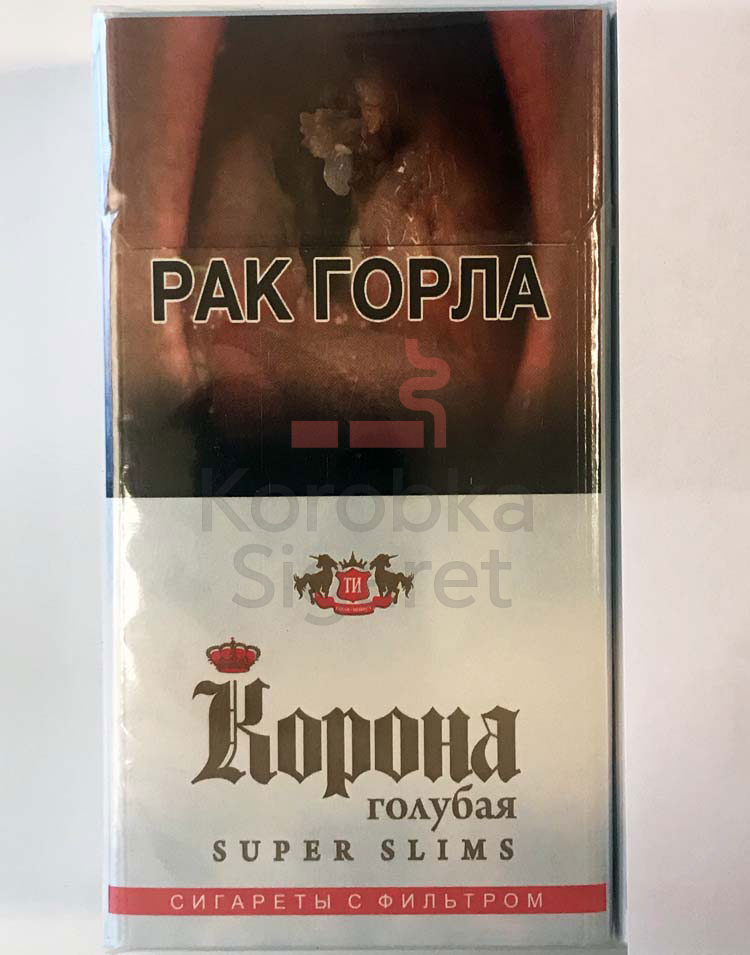 РАК ГОРЛА
Korobka
Sigaret
ТИ
Корона
голубая
SUPER SLIMS
СИГАРЕТЫ С ФИЛЬТРОМ